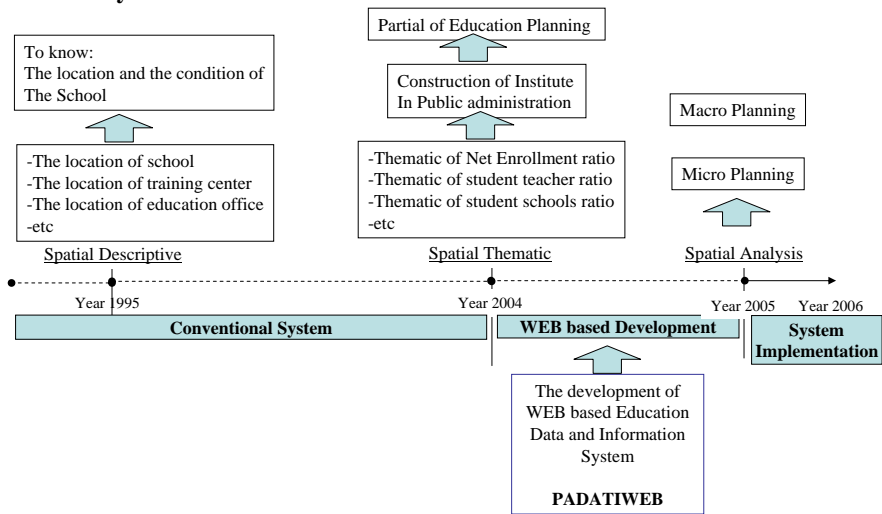 Partial of Education Planning
To know:
The location and the condition of
The School
Construction of Institute
In Public administration
Macro Planning
-The location of school
-The location of training center
-The location of education office
-etc
-Thematic of Net Enrollment ratio
-Thematic of student teacher ratio
-Thematic of student schools ratio
-etc
Micro Planning
Spatial Descriptive
Spatial Thematic
Spatial Analysis
Year 1995
Year 2004
Year 2005
Year 2006
Conventional System
WEB based Development
System
Implementation
The development of
WEB based Education
Data and Information
System
PADATIWEB